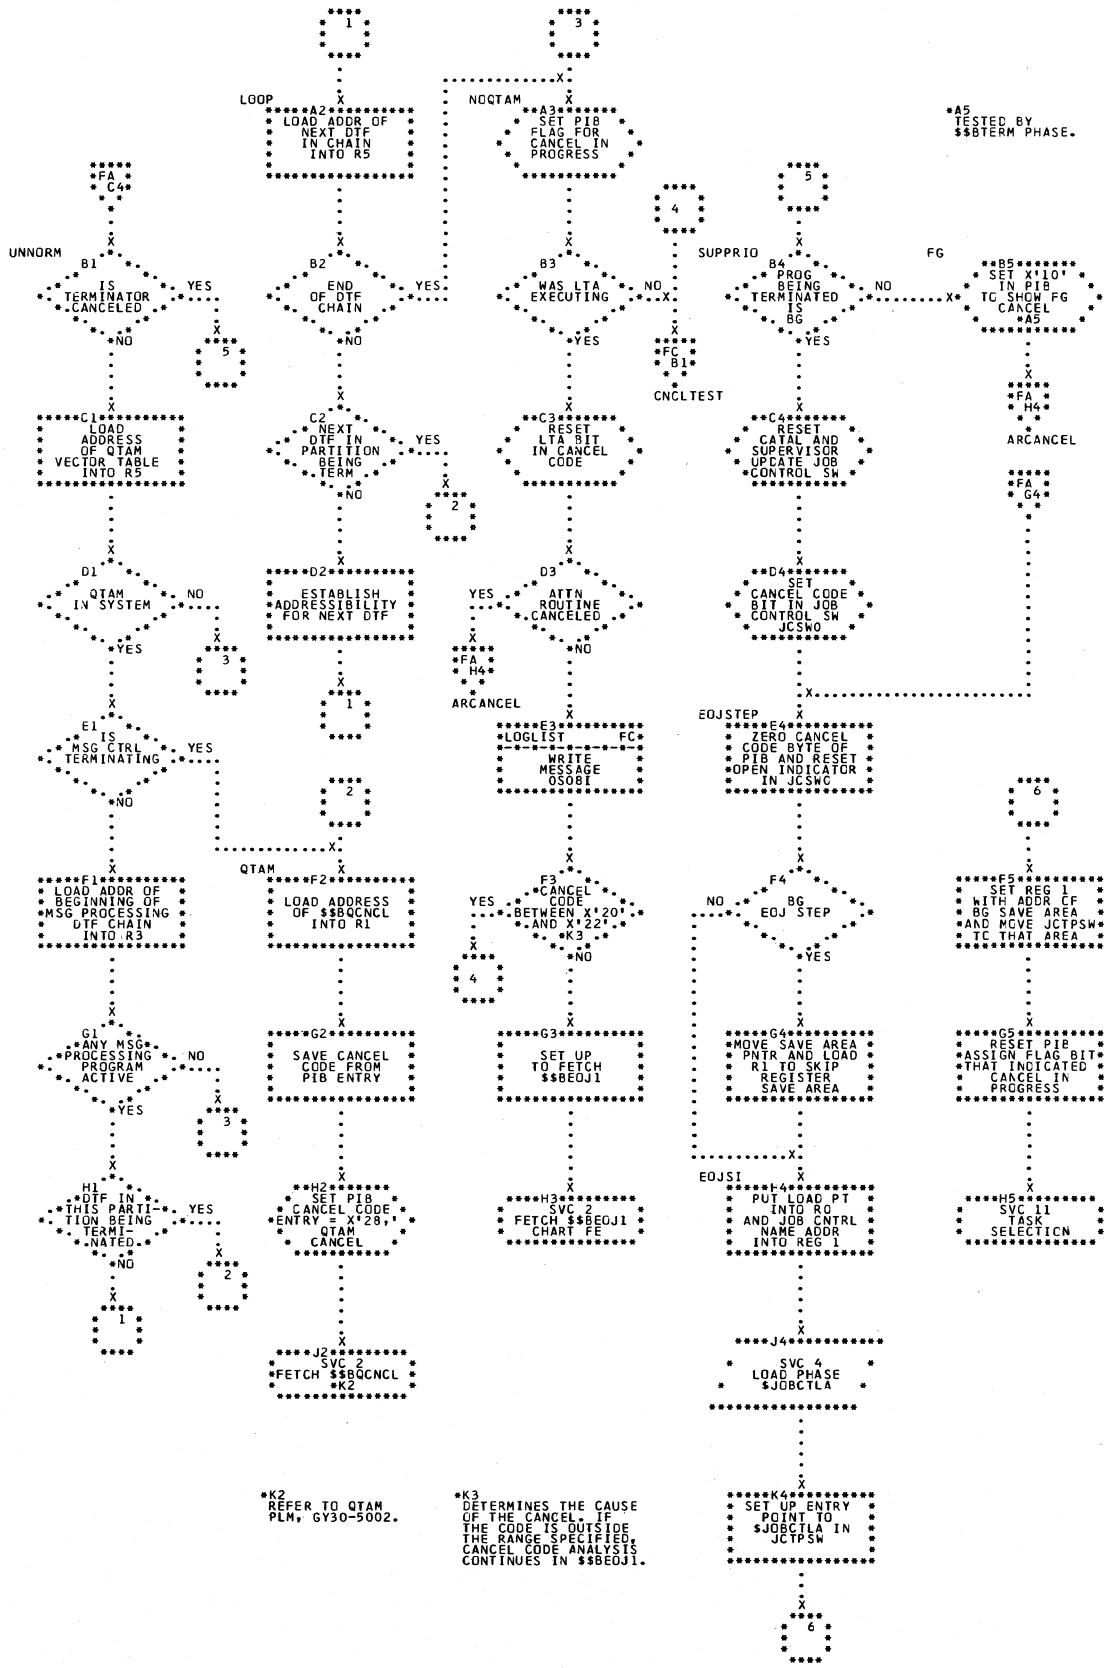 1
3
LOOP
A2
LOAD ADDR OF
NEXT DTF
IN CHAIN
INTO R5
NOQTAM
A3
SET PIB
FLAG FOR
CANCEL IN
PROGRESS
*A5
TESTED BY
$$BTERM PHASE.
FA
C4
4
5
UNNORM
B1
IS
TERMINATOR
CANCELED
YES
NO
5
B2
END
OF DTF
CHAIN
YES
NO
B3
WAS LTA
EXECUTING
NO
YES
FC
B1
CNCLTEST
SUPPRIO
B4
PROG
BEING
TERMINATED
IS
BG
NO
YES
FG
B5
SET X'10'
IN PIB
TO SHOW FG
CANCEL
*A5
FA
H4
ARCANCEL
C1
LOAD
ADDRESS
OF QTAM
VECTOR TABLE
INTO R5
C2
NEXT
DTF IN
PARTITION
BEING
TERM
YES
NO
2
C3
RESET
LTA BIT
IN CANCEL
CODE
C4
RESET
CATAL AND
SUPERVISOR
UPDATE JOB
CONTROL SW
FA
G4
D1
QTAM
IN SYSTEM
NO
YES
3
D2
ESTABLISH
ADDRESSIBILITY
FOR NEXT DTF
1
D3
ATTN
ROUTINE
CANCELED
YES
NO
FA
H4
ARCANCEL
D4
SET
CANCEL CODE
BIT IN JOB
CONTROL SW
JCSW0
E1
IS
MSG CTRL
TERMINATING
YES
NO
2
E3
LOGLIST FC
WRITE
MESSAGE
0S08I
EOJSTEP
E4
ZERO CANCEL
CODE BYTE OF
PIB AND RESET
OPEN INDICATOR
IN JCSWC
6
F1
LOAD ADDR OF
BEGINNING OF
MSG PROCESSING
DTF CHAIN
INTO R3
QTAM
F2
LOAD ADDRESS
OF $$BQCNCL
INTO R1
F3
CANCEL
CODE
BETWEEN X'20'
AND X'22'
*K3
YES
NO
4
F4
BG
EOJ STEP
NO
YES
F5
SET REG 1
WITH ADDR CF
BG SAVE AREA
AND MOVE JCTPSW
TC THAT AREA
G1
ANY MSG
PROCESSING
PROGRAM
ACTIVE
NO
YES
3
G2
SAVE CANCEL
CODE FROM
PIB ENTRY
G3
SET UP
TO FETCH
$$BEOJ1
G4
MOVE SAVE AREA
PNTR AND LOAD
R1 TO SKIP
REGISTER
SAVE AREA
G5
RESET PIB
ASSIGN FLAG BIT
THAT INDICATED
CANCEL IN
PROGRESS
H1
DTF IN
THIS PARTI-
TION BEING
TERMI-
NATED
YES
NO
2
1
H2
SET PIB
CANCEL CODE
ENTRY = X'28,'
QTAM
CANCEL
H3
SVC 2
FETCH $$BEOJ1
CHART FE
EOJSI
H4
PUT LOAD PT
INTO R0
AND JOB CNTRL
NAME ADDR
INTO REG 1
H5
SVC 11
TASK
SELECTICN
J2
SVC 2
FETCH $$BQCNCL
*K2
J4
SVC 4
LOAD PHASE
$JOBCTLA
*K2
REFER TO QTAM
PLM, GY30-5002.
*K3
DETERMINES THE CAUSE
OF THE CANCEL. IF
THE CODE IS OUTSIDE
THE RANGE SPECIFIED,
CANCEL CODE ANALYSIS
CONTINUES IN $$BEOJ1.
K4
SET UP ENTRY
POINT TO
$JOBCTLA IN
JCTPSW
6